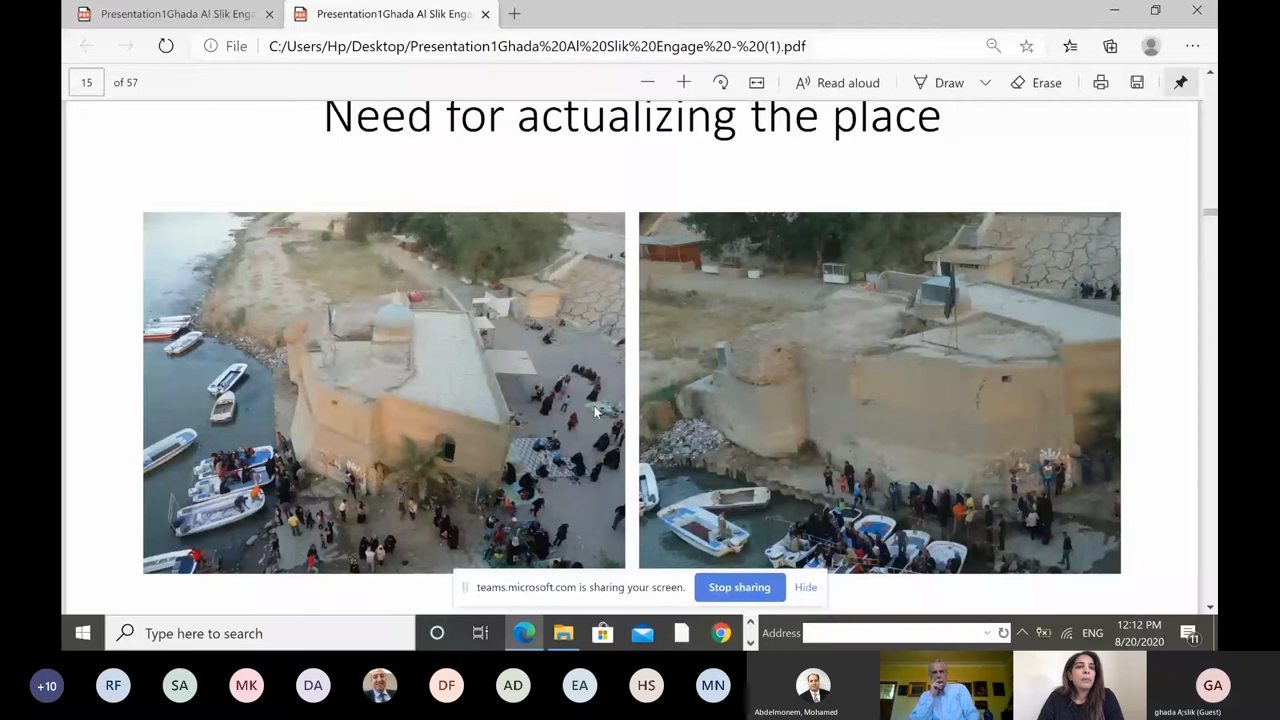 Presentation1Ghada Al Slik Enga
Presentation1Ghada Al Slik Enga
File
C:/Users/Hp/Desktop/Presentation1Ghada%20Al%20Slik%20Engage%20-%20(1).pdf
15 of 57
Read aloud
Draw
Erase
Need for actualizing the place
teams.microsoft.com is sharing your screen.
Stop sharing
Hide
Type here to search
Address
ENG
12:12 PM
8/20/2020
11
+10
RF
SA
MK
DA
DF
AD
EA
HS
MN
GA
Abdelmonem, Mohamed
ghada A;slik (Guest)